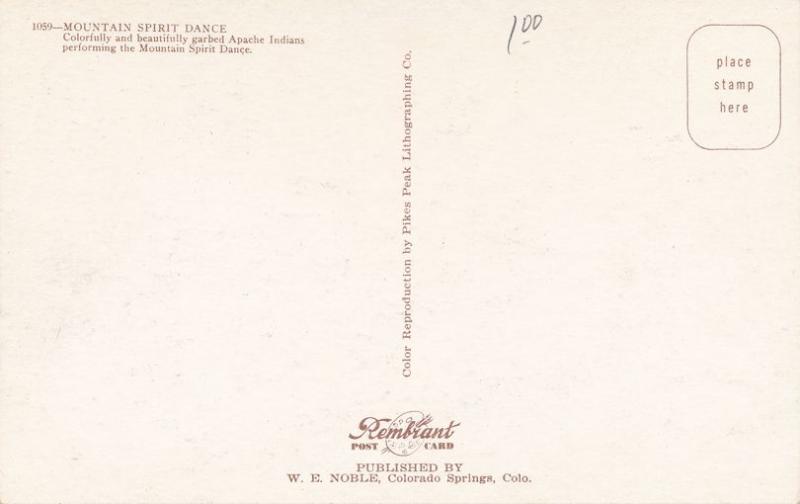 1059—MOUNTAIN SPIRIT DANCE
Colorfully and beautifully garbed Apache Indians
performing the Mountain Spirit Dance.
1.00
place
stamp
here
Color Reproduction by Pikes Peak Lithographing Co.
Rembrant
POST CARD
PUBLISHED BY
W. E. NOBLE, Colorado Springs, Colo.